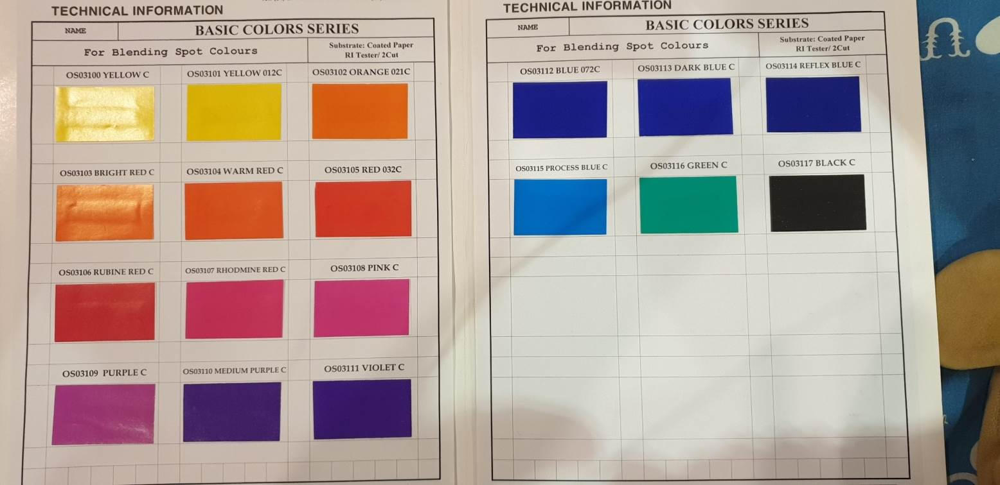 TECHNICAL INFORMATION
NAME
BASIC COLORS SERIES
For Blending Spot Colours
Substrate: Coated Paper
RI Tester/ 2Cut
OS03100 YELLOW C
OS03101 YELLOW 012C
OS03102 ORANGE 021C
OS03103 BRIGHT RED C
OS03104 WARM RED C
OS03105 RED 032C
OS03106 RUBINE RED C
OS03107 RHODMINE RED C
OS03108 PINK C
OS03109 PURPLE C
OS03110 MEDIUM PURPLE C
OS03111 VIOLET C
TECHNICAL INFORMATION
NAME
BASIC COLORS SERIES
For Blending Spot Colours
Substrate: Coated Paper
RI Tester/ 2Cut
OS03112 BLUE 072C
OS03113 DARK BLUE C
OS03114 REFLEX BLUE C
OS03115 PROCESS BLUE C
OS03116 GREEN C
OS03117 BLACK C